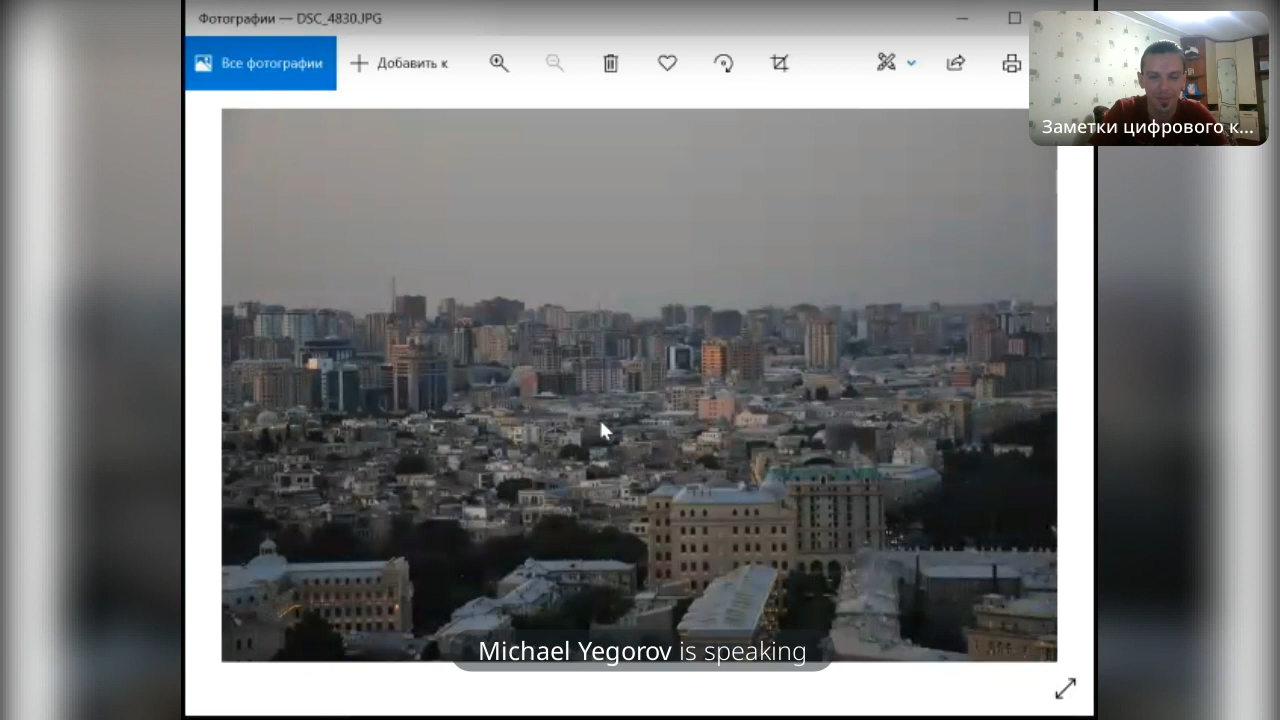 Фотографии — DSC_4830.JPG
Все фотографии
Добавить к
Заметки цифрового к...
Michael Yegorov is speaking